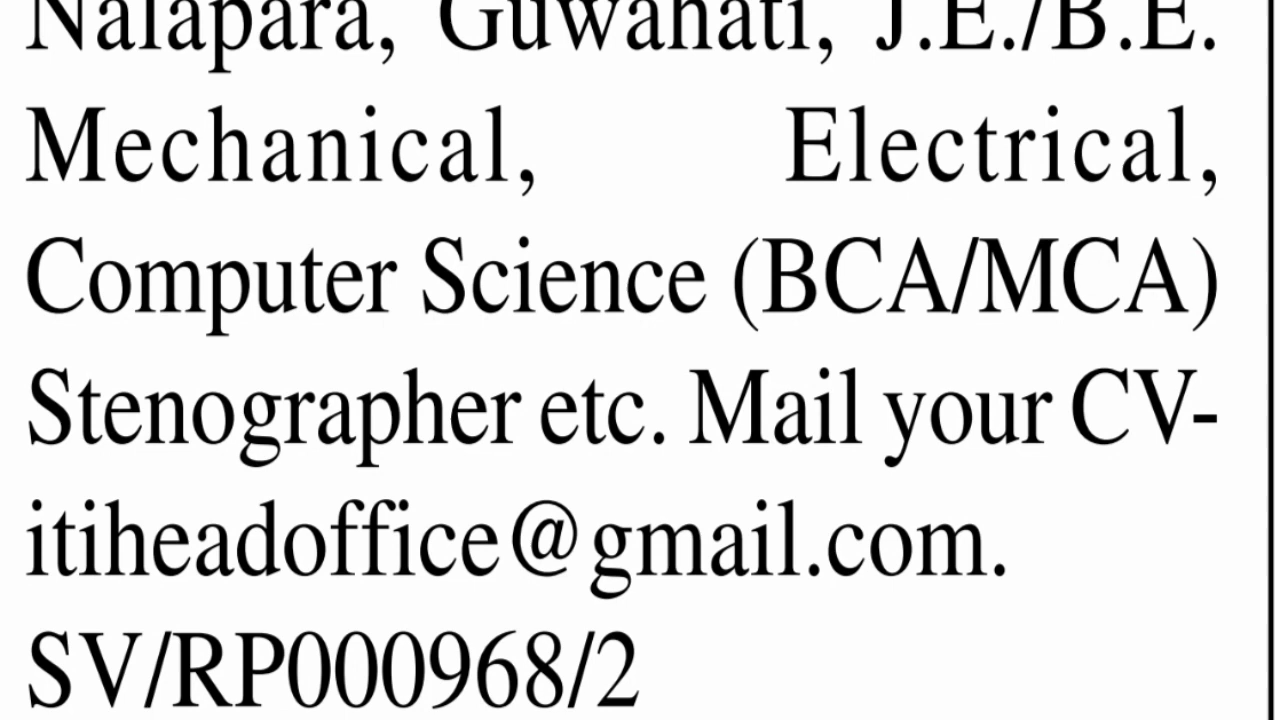 Nalapara, Guwahati, J.E./B.E.
Mechanical, Electrical,
Computer Science (BCA/MCA)
Stenographer etc. Mail your CV-
itiheadoffice@gmail.com.
SV/RP000968/2